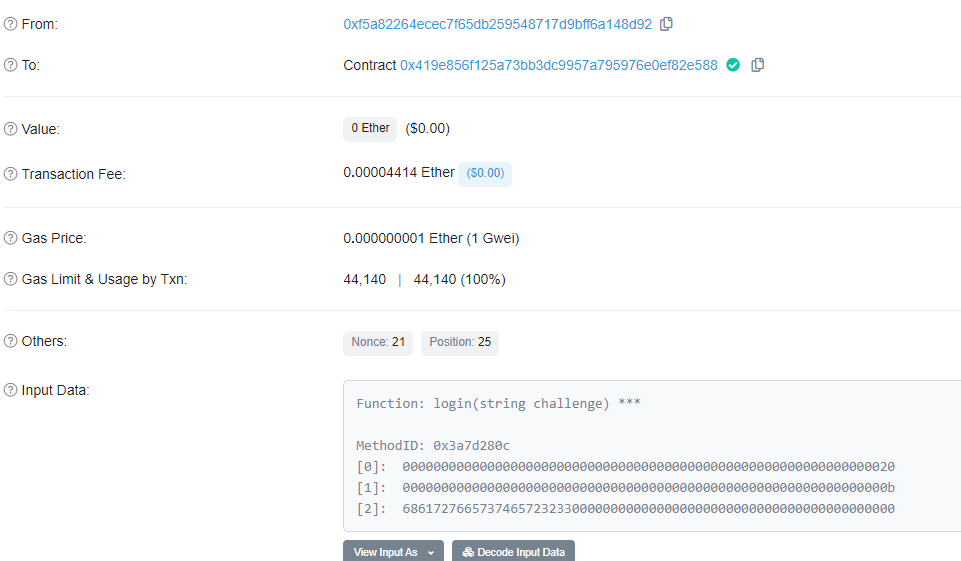 From: 0xf5a82264ecec7f65db259548717d9bff6a148d92
To: Contract 0x419e856f125a73bb3dc9957a795976e0ef82e588
Value: 0 Ether ($0.00)
Transaction Fee: 0.00004414 Ether ($0.00)
Gas Price: 0.000000001 Ether (1 Gwei)
Gas Limit & Usage by Txn: 44,140 | 44,140 (100%)
Others: Nonce: 21 Position: 25
Input Data:
Function: login(string challenge) ***
MethodID: 0x3a7d280c
[0]: 0000000000000000000000000000000000000000000000000000000000000020
[1]: 000000000000000000000000000000000000000000000000000000000000000b
[2]: 6861727665737465723233000000000000000000000000000000000000000000
View Input As Decode Input Data